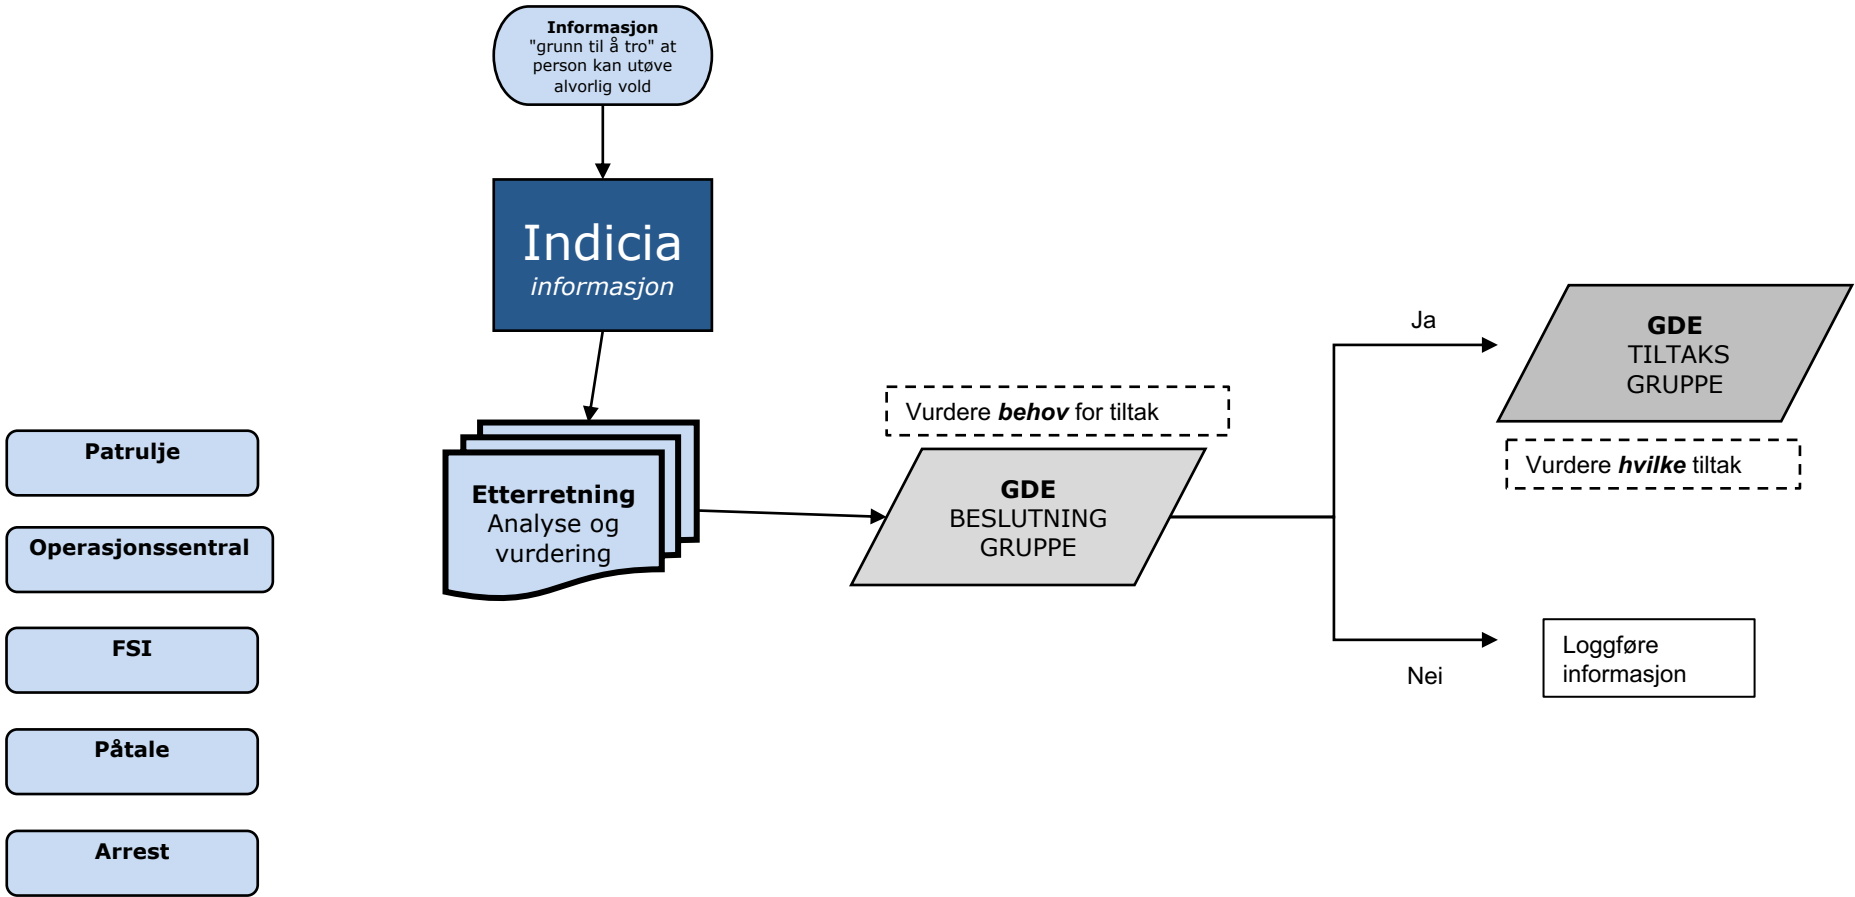 Informasjon
"grunn til å tro" at
person kan utøve
alvorlig vold
Indicia
informasjon
Etterretning
Analyse og
vurdering
Patrulje
Operasjonssentral
FSI
Påtale
Arrest
Vurdere behov for tiltak
GDE
BESLUTNING
GRUPPE
Ja
GDE
TILTAKS
GRUPPE
Vurdere hvilke tiltak
Nei
Loggføre
informasjon